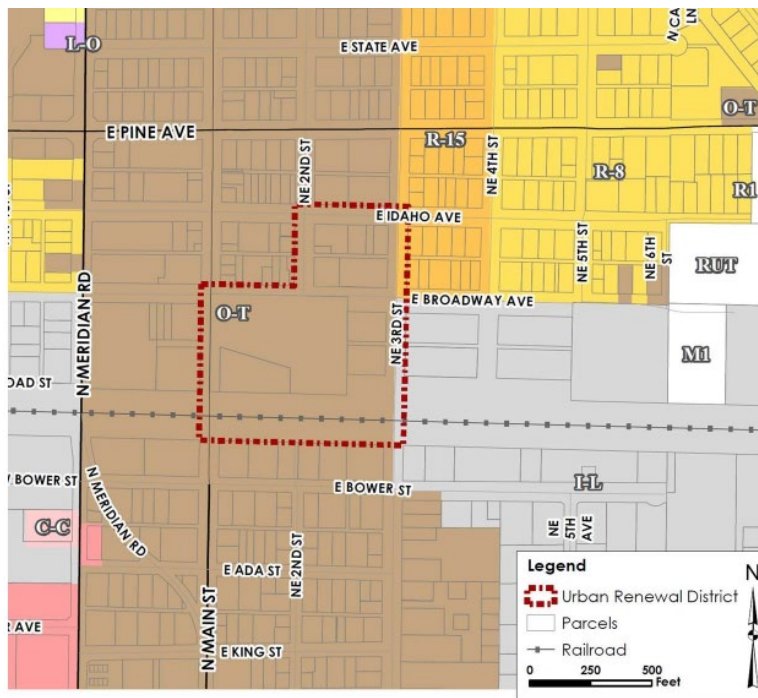 L-O
E STATE AVE
N CA
LN
O-T
E PINE AVE
R-15
NE 2ND ST
NE 4TH ST
R-8
R1
E IDAHO AVE
NE 5TH ST
NE 6TH
ST
RUT
N MERIDIAN RD
E BROADWAY AVE
O-T
NE 3RD ST
M1
OAD ST
W BOWER ST
N MERIDIAN RD
E BOWER ST
I-L
C-C
NE 2ND ST
NE
5TH
AVE
E ADA ST
N MAIN ST
R AVE
E KING ST
Legend
Urban Renewal District
Parcels
Railroad
0 250 500
Feet
N